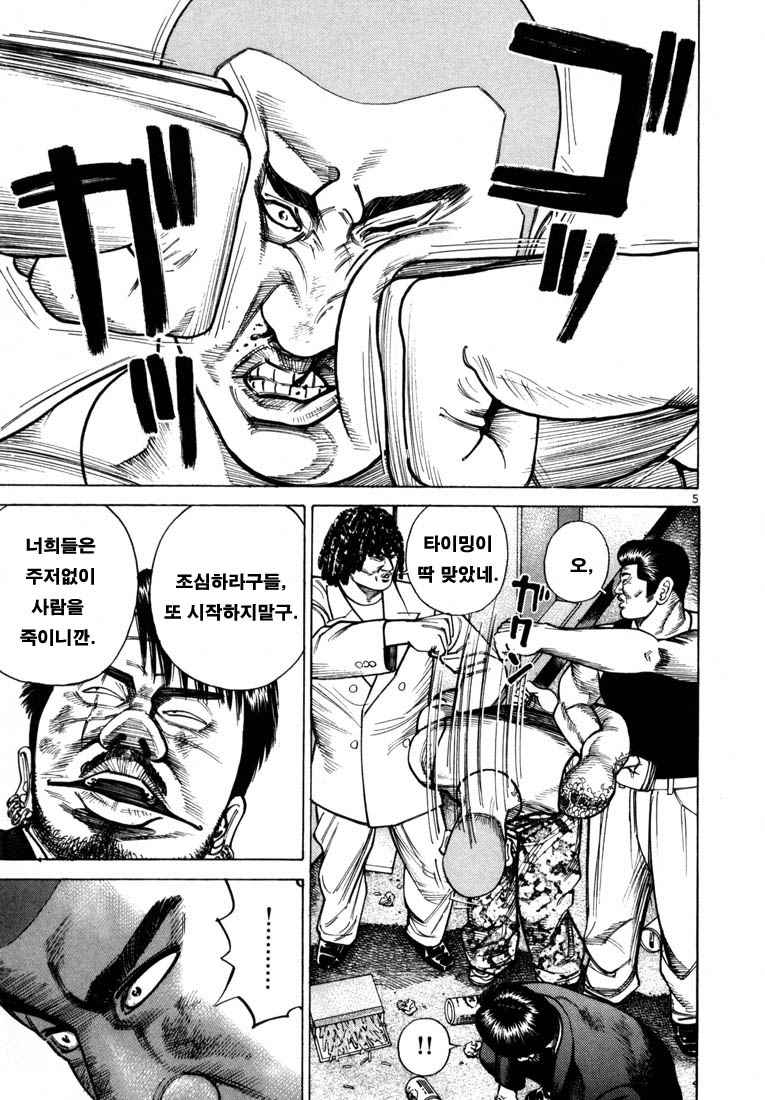 ゴガッ
5
오,
타이밍이
딱 맞았네.
ガクン
!!
조심하라구들,
또 시작하지말구.
너희들은
주저없이
사람을
죽이니깐.
......!!